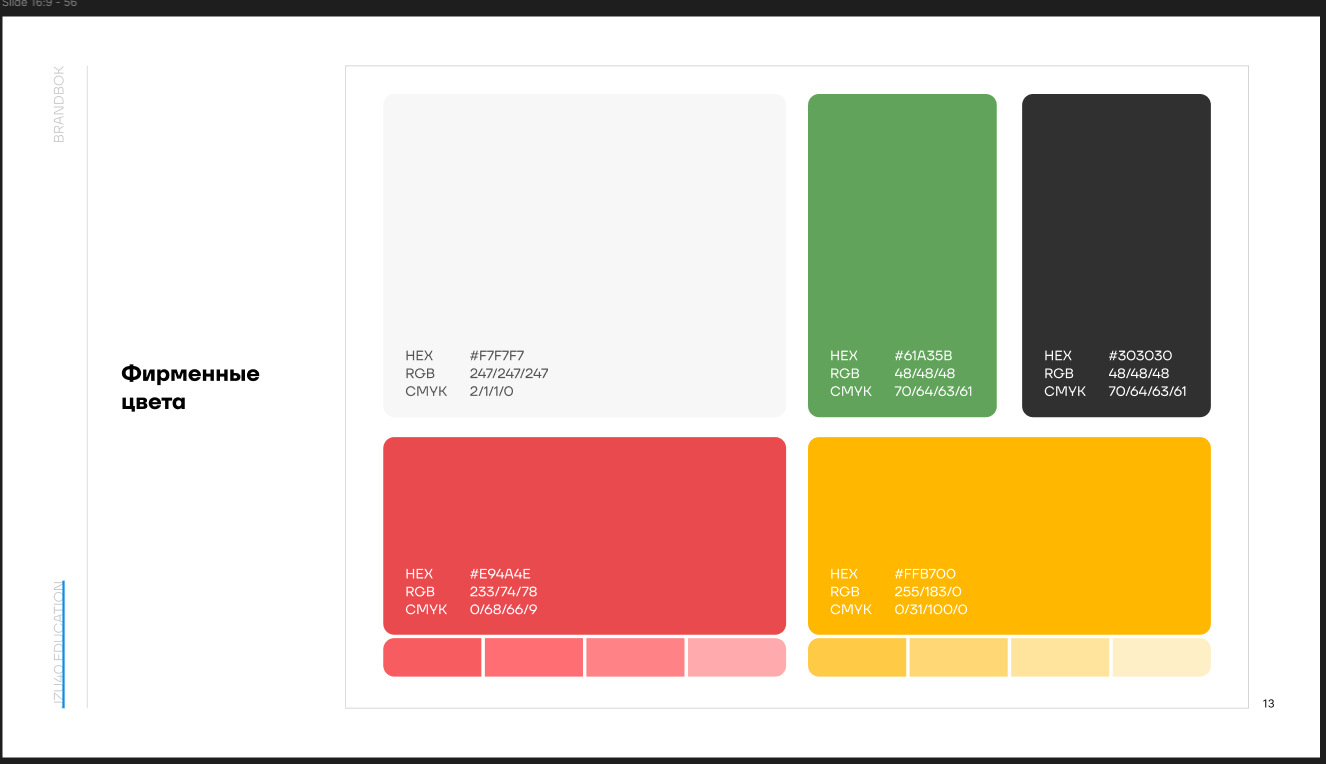 Slide 16:9 - 56
BRANDBOK
Фирменные
цвета
HEX #F7F7F7
RGB 247/247/247
CMYK 2/1/1/0
HEX #61A35B
RGB 48/48/48
CMYK 70/64/63/61
HEX #303030
RGB 48/48/48
CMYK 70/64/63/61
HEX #E94A4E
RGB 233/74/78
CMYK 0/68/66/9
HEX #FFB700
RGB 255/183/0
CMYK 0/31/100/0
IZU4O EDUCATION
13